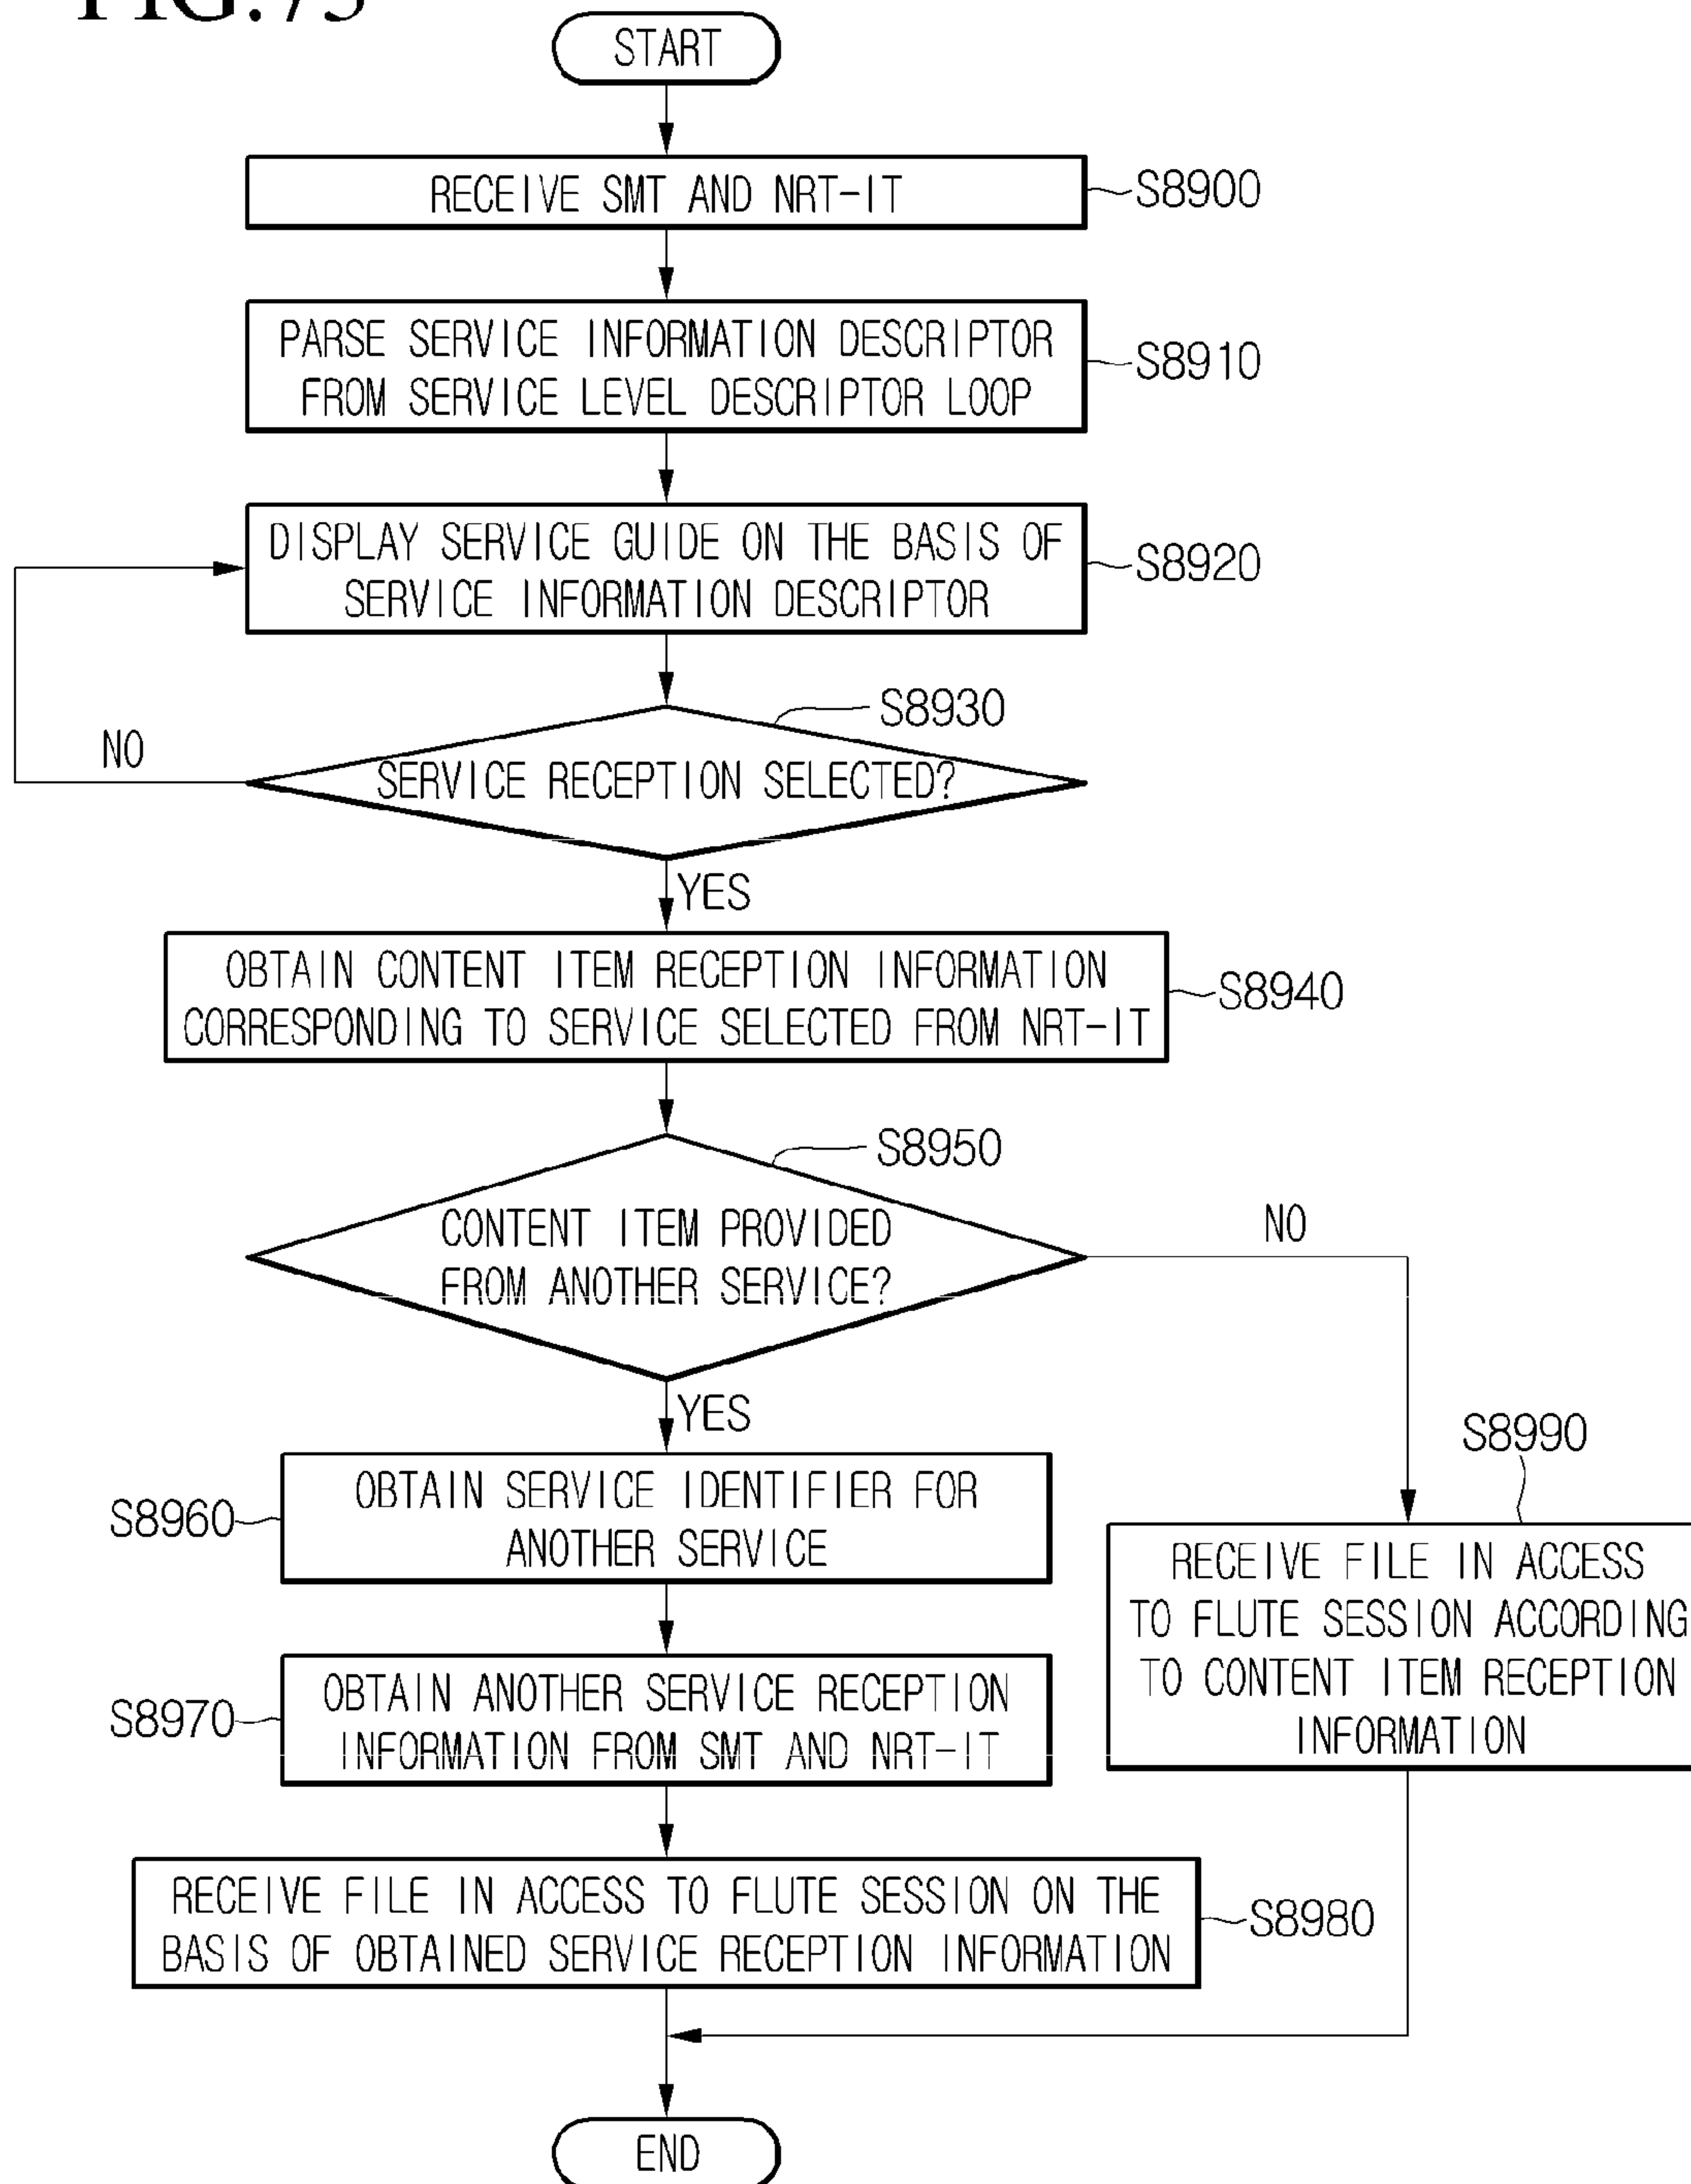 FIG. 75
START
RECEIVE SMT AND NRT-IT
S8900
PARSE SERVICE INFORMATION DESCRIPTOR
FROM SERVICE LEVEL DESCRIPTOR LOOP
S8910
DISPLAY SERVICE GUIDE ON THE BASIS OF
SERVICE INFORMATION DESCRIPTOR
S8920
S8930
NO
SERVICE RECEPTION SELECTED?
YES
OBTAIN CONTENT ITEM RECEPTION INFORMATION
CORRESPONDING TO SERVICE SELECTED FROM NRT-IT
S8940
S8950
CONTENT ITEM PROVIDED
FROM ANOTHER SERVICE?
NO
YES
S8960
OBTAIN SERVICE IDENTIFIER FOR
ANOTHER SERVICE
S8990
RECEIVE FILE IN ACCESS
TO FLUTE SESSION ACCORDING
TO CONTENT ITEM RECEPTION
INFORMATION
S8970
OBTAIN ANOTHER SERVICE RECEPTION
INFORMATION FROM SMT AND NRT-IT
RECEIVE FILE IN ACCESS TO FLUTE SESSION ON THE
BASIS OF OBTAINED SERVICE RECEPTION INFORMATION
S8980
END